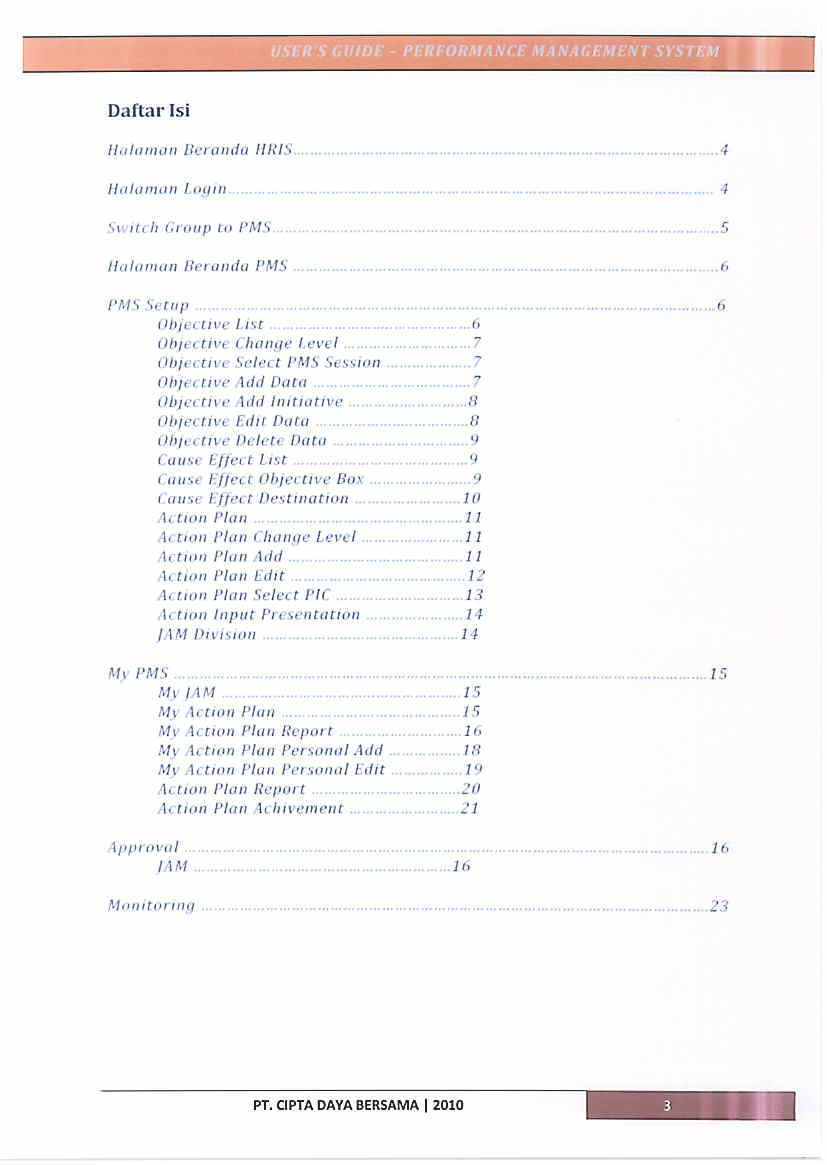 USER'S GUIDE – PERFORMANCE MANAGEMENT SYSTEM
Daftar Isi
Halaman Beranda HRIS..........4
Halaman Login.......... 4
Switch Group to PMS..........5
Halaman Beranda PMS ..........6
PMS Setup ..........6
Objective List ..........6
Objective Change Level ..........7
Objective Select PMS Session ..........7
Objective Add Data ..........7
Objective Add Initiative ..........8
Objective Edit Data ..........8
Objective Delete Data ..........9
Cause Effect List ..........9
Cause Effect Objective Box ..........9
Cause Effect Destination ..........10
Action Plan ..........11
Action Plan Change Level ..........11
Action Plan Add ..........11
Action Plan Edit ..........12
Action Plan Select PIC ..........13
Action Input Presentation ..........14
JAM Division ..........14
My PMS ..........15
My JAM ..........15
My Action Plan ..........15
My Action Plan Report ..........16
My Action Plan Personal Add ..........18
My Action Plan Personal Edit ..........19
Action Plan Report ..........20
Action Plan Achivement ..........21
Approval ..........16
JAM ..........16
Monitoring ..........23
PT. CIPTA DAYA BERSAMA | 2010
3